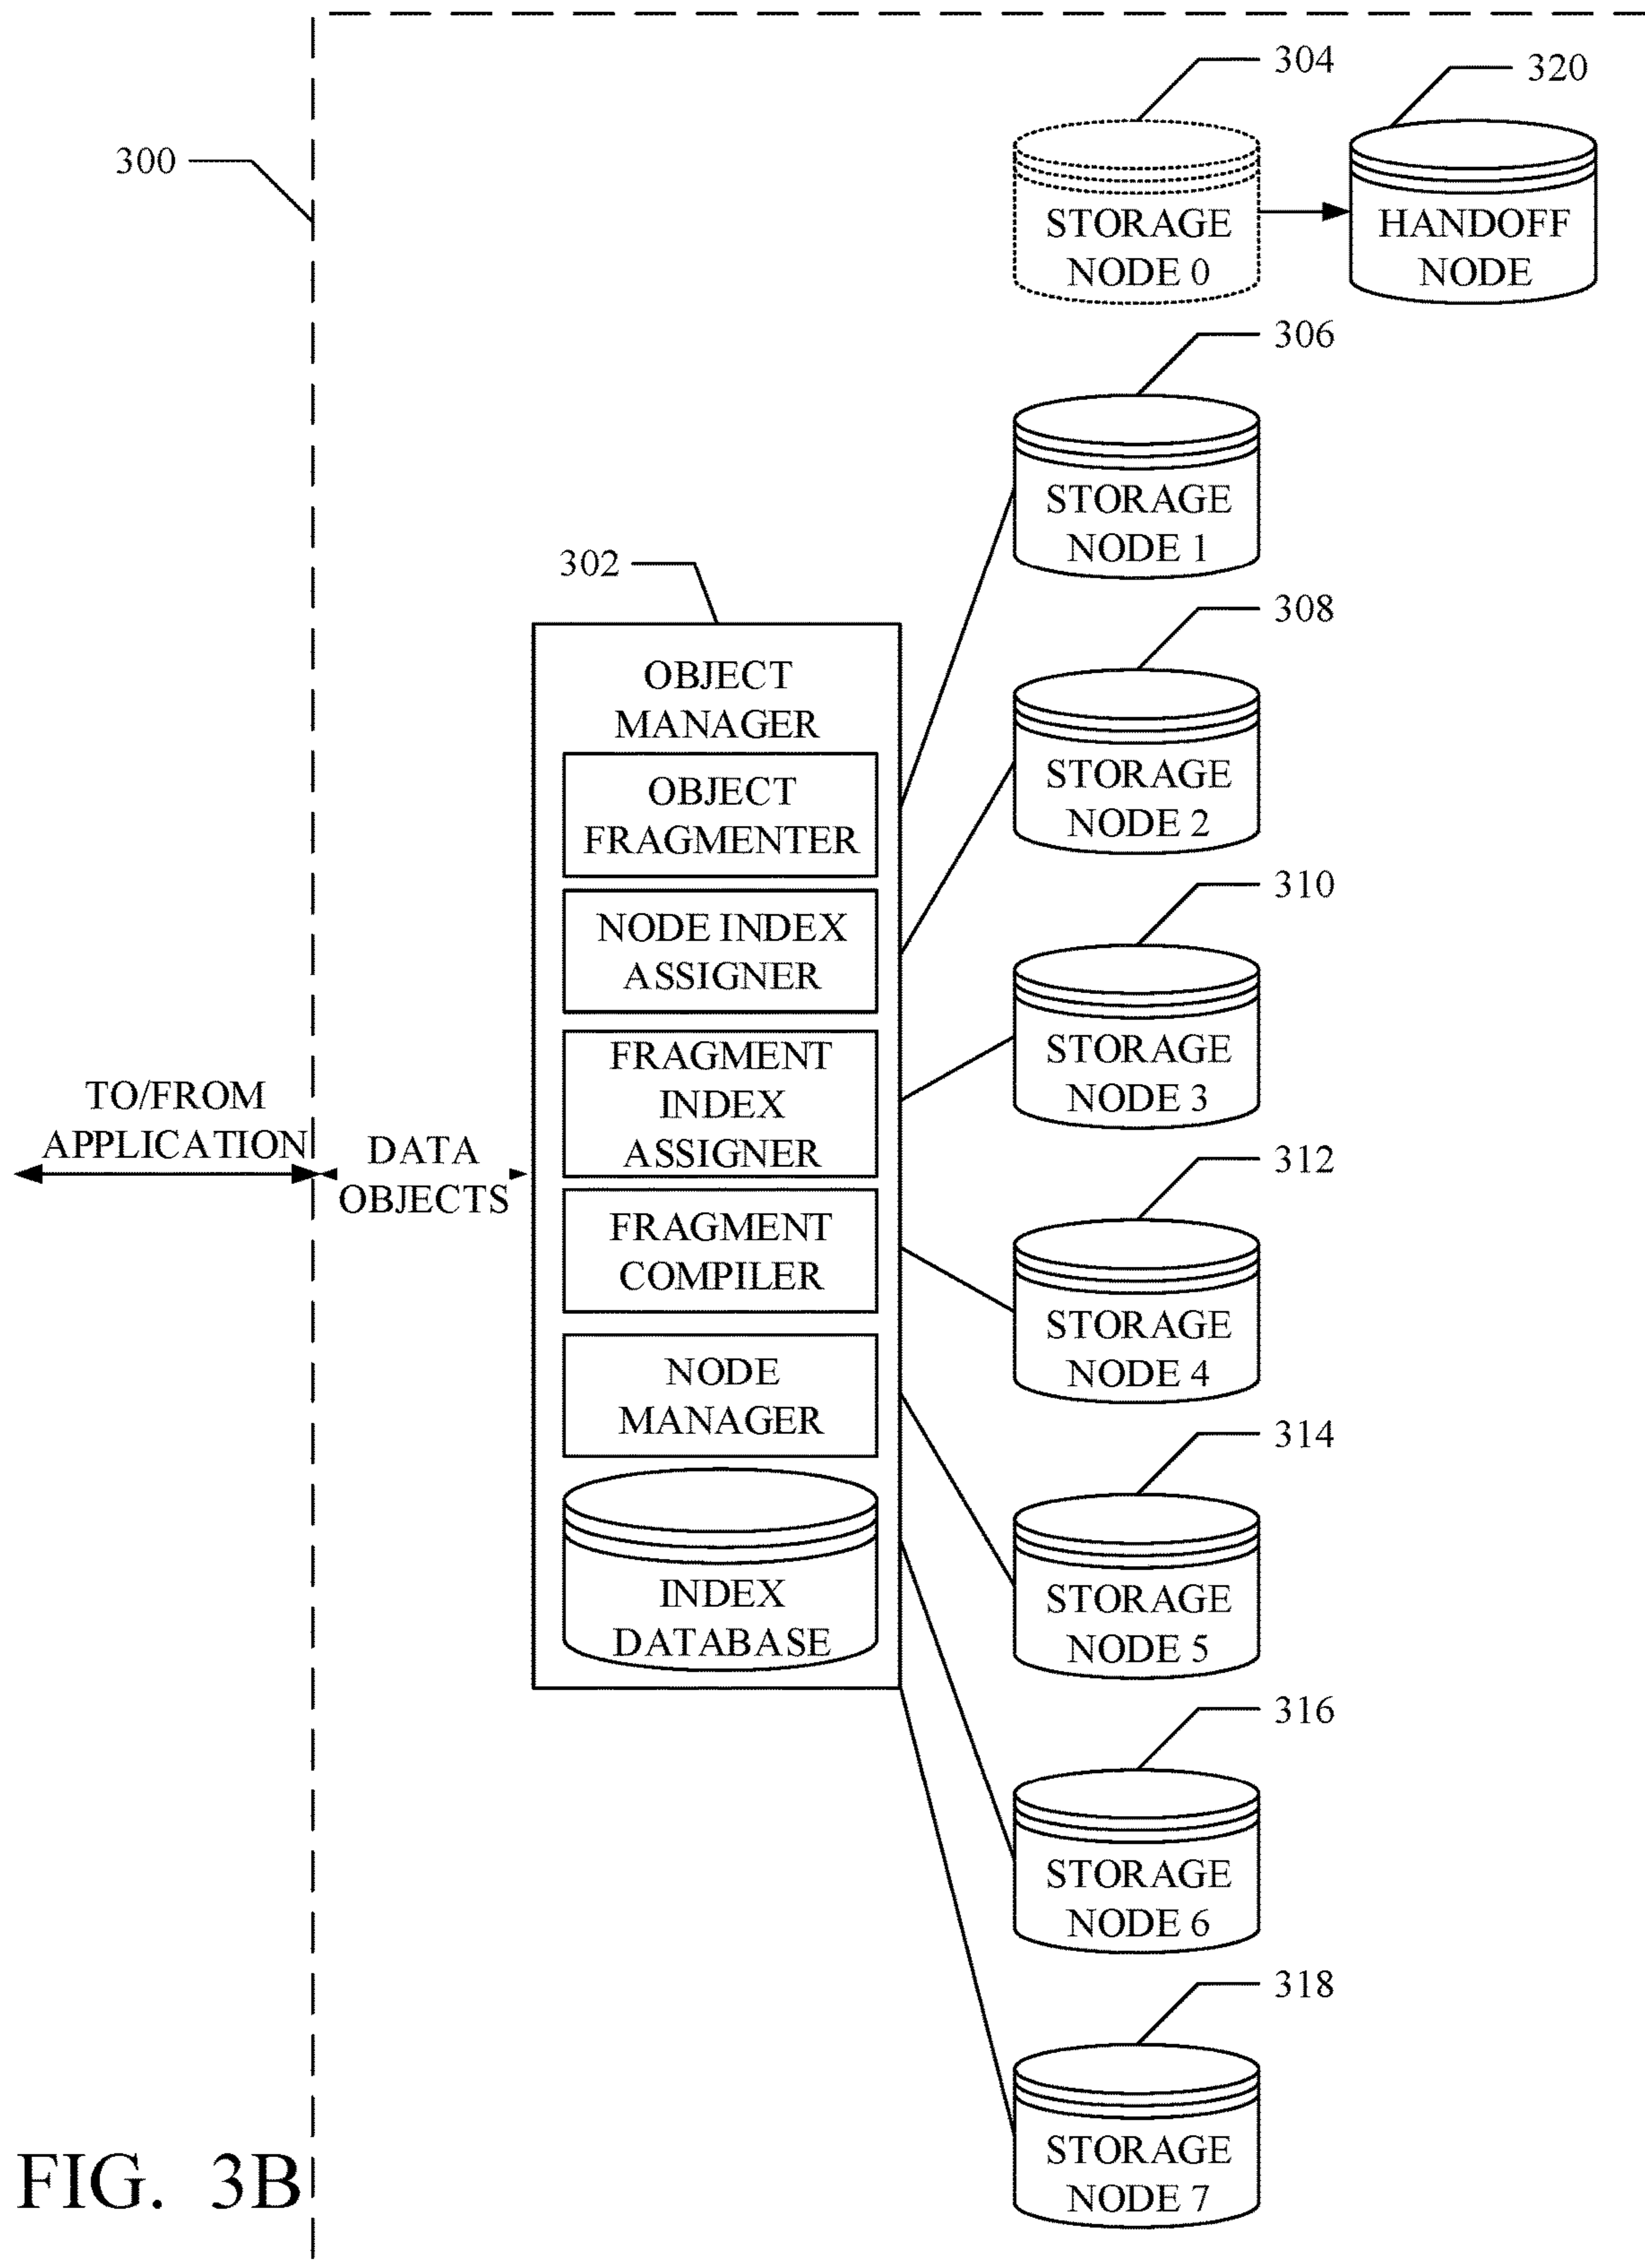 304
320
300
STORAGE
NODE 0
HANDOFF
NODE
306
STORAGE
NODE 1
302
308
OBJECT
MANAGER
STORAGE
NODE 2
OBJECT
FRAGMENTER
310
NODE INDEX
ASSIGNER
STORAGE
NODE 3
FRAGMENT
INDEX
ASSIGNER
TO/FROM
APPLICATION
DATA
OBJECTS
312
FRAGMENT
COMPILER
STORAGE
NODE 4
NODE
MANAGER
314
INDEX
DATABASE
STORAGE
NODE 5
316
STORAGE
NODE 6
318
STORAGE
NODE 7
FIG. 3B